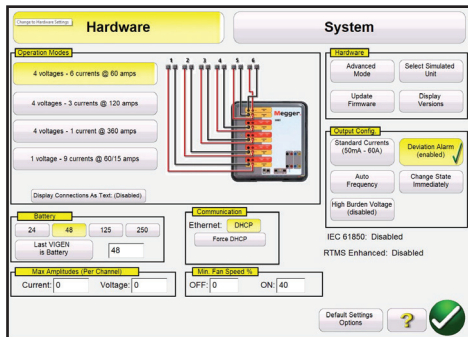 Change to Hardware Settings
Hardware
System
Operation Modes
4 voltages - 6 currents @ 60 amps
4 voltages - 3 currents @ 120 amps
4 voltages - 1 current @ 360 amps
1 voltage - 9 currents @ 60/15 amps
Display Connections As Text: (Disabled)
1 2 3 4 5 6
Megger.
Hardware
Advanced Mode
Select Simulated Unit
Update Firmware
Display Versions
Output Config.
Standard Currents (50mA - 60A)
Deviation Alarm (enabled)
Auto Frequency
Change State Immediately
High Burden Voltage (disabled)
IEC 61850: Disabled
RTMS Enhanced: Disabled
Battery
24 48 125 250
Last VIGEN is Battery
48
Communication
Ethernet: DHCP
Force DHCP
Max Amplitudes (Per Channel)
Current: 0 Voltage: 0
Min. Fan Speed %
OFF: 0 ON: 40
Default Settings Options
?